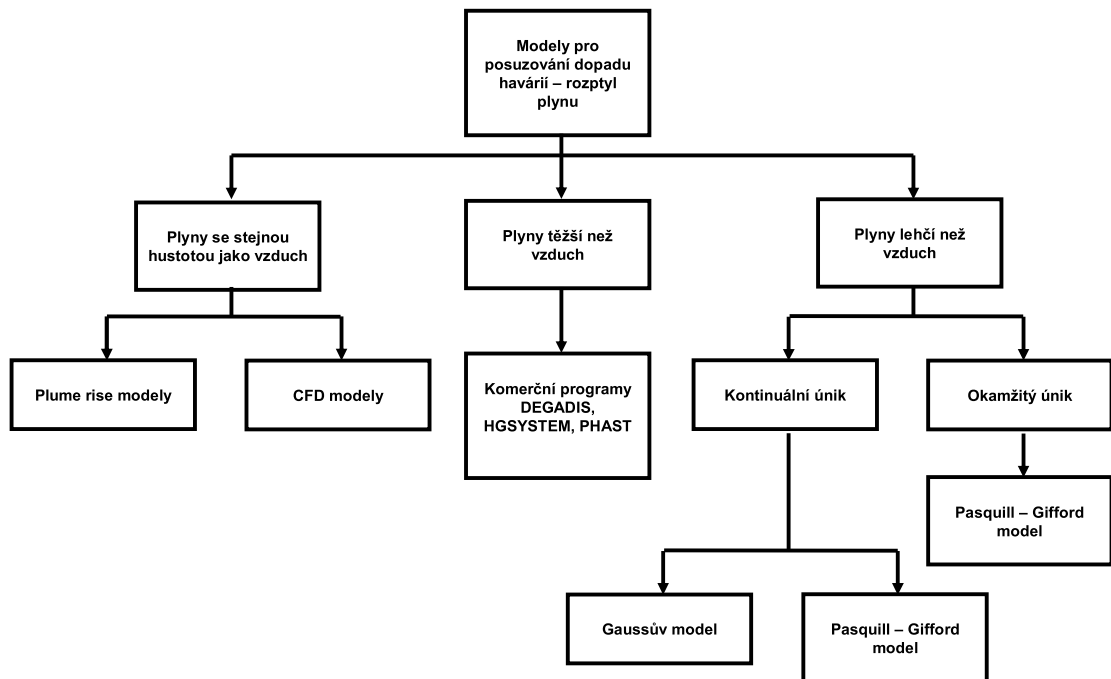 Modely pro
posuzování dopadu
havárií – rozptyl
plynu
Plyny se stejnou
hustotou jako vzduch
Plyny těžší než
vzduch
Plyny lehčí než
vzduch
Plume rise modely
CFD modely
Komerční programy
DEGADIS,
HGSYSTEM, PHAST
Kontinuální únik
Okamžitý únik
Pasquill – Gifford
model
Gaussův model
Pasquill – Gifford
model